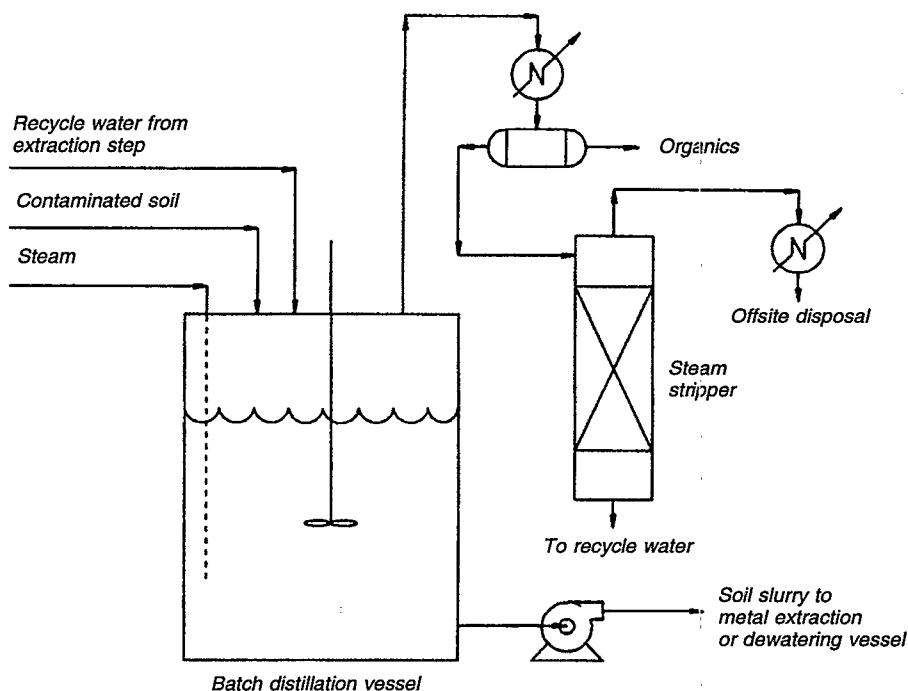 Recycle water from
extraction step
Contaminated soil
Steam
N
Organics
N
Offsite disposal
Steam
stripper
To recycle water
Soil slurry to
metal extraction
or dewatering vessel
Batch distillation vessel